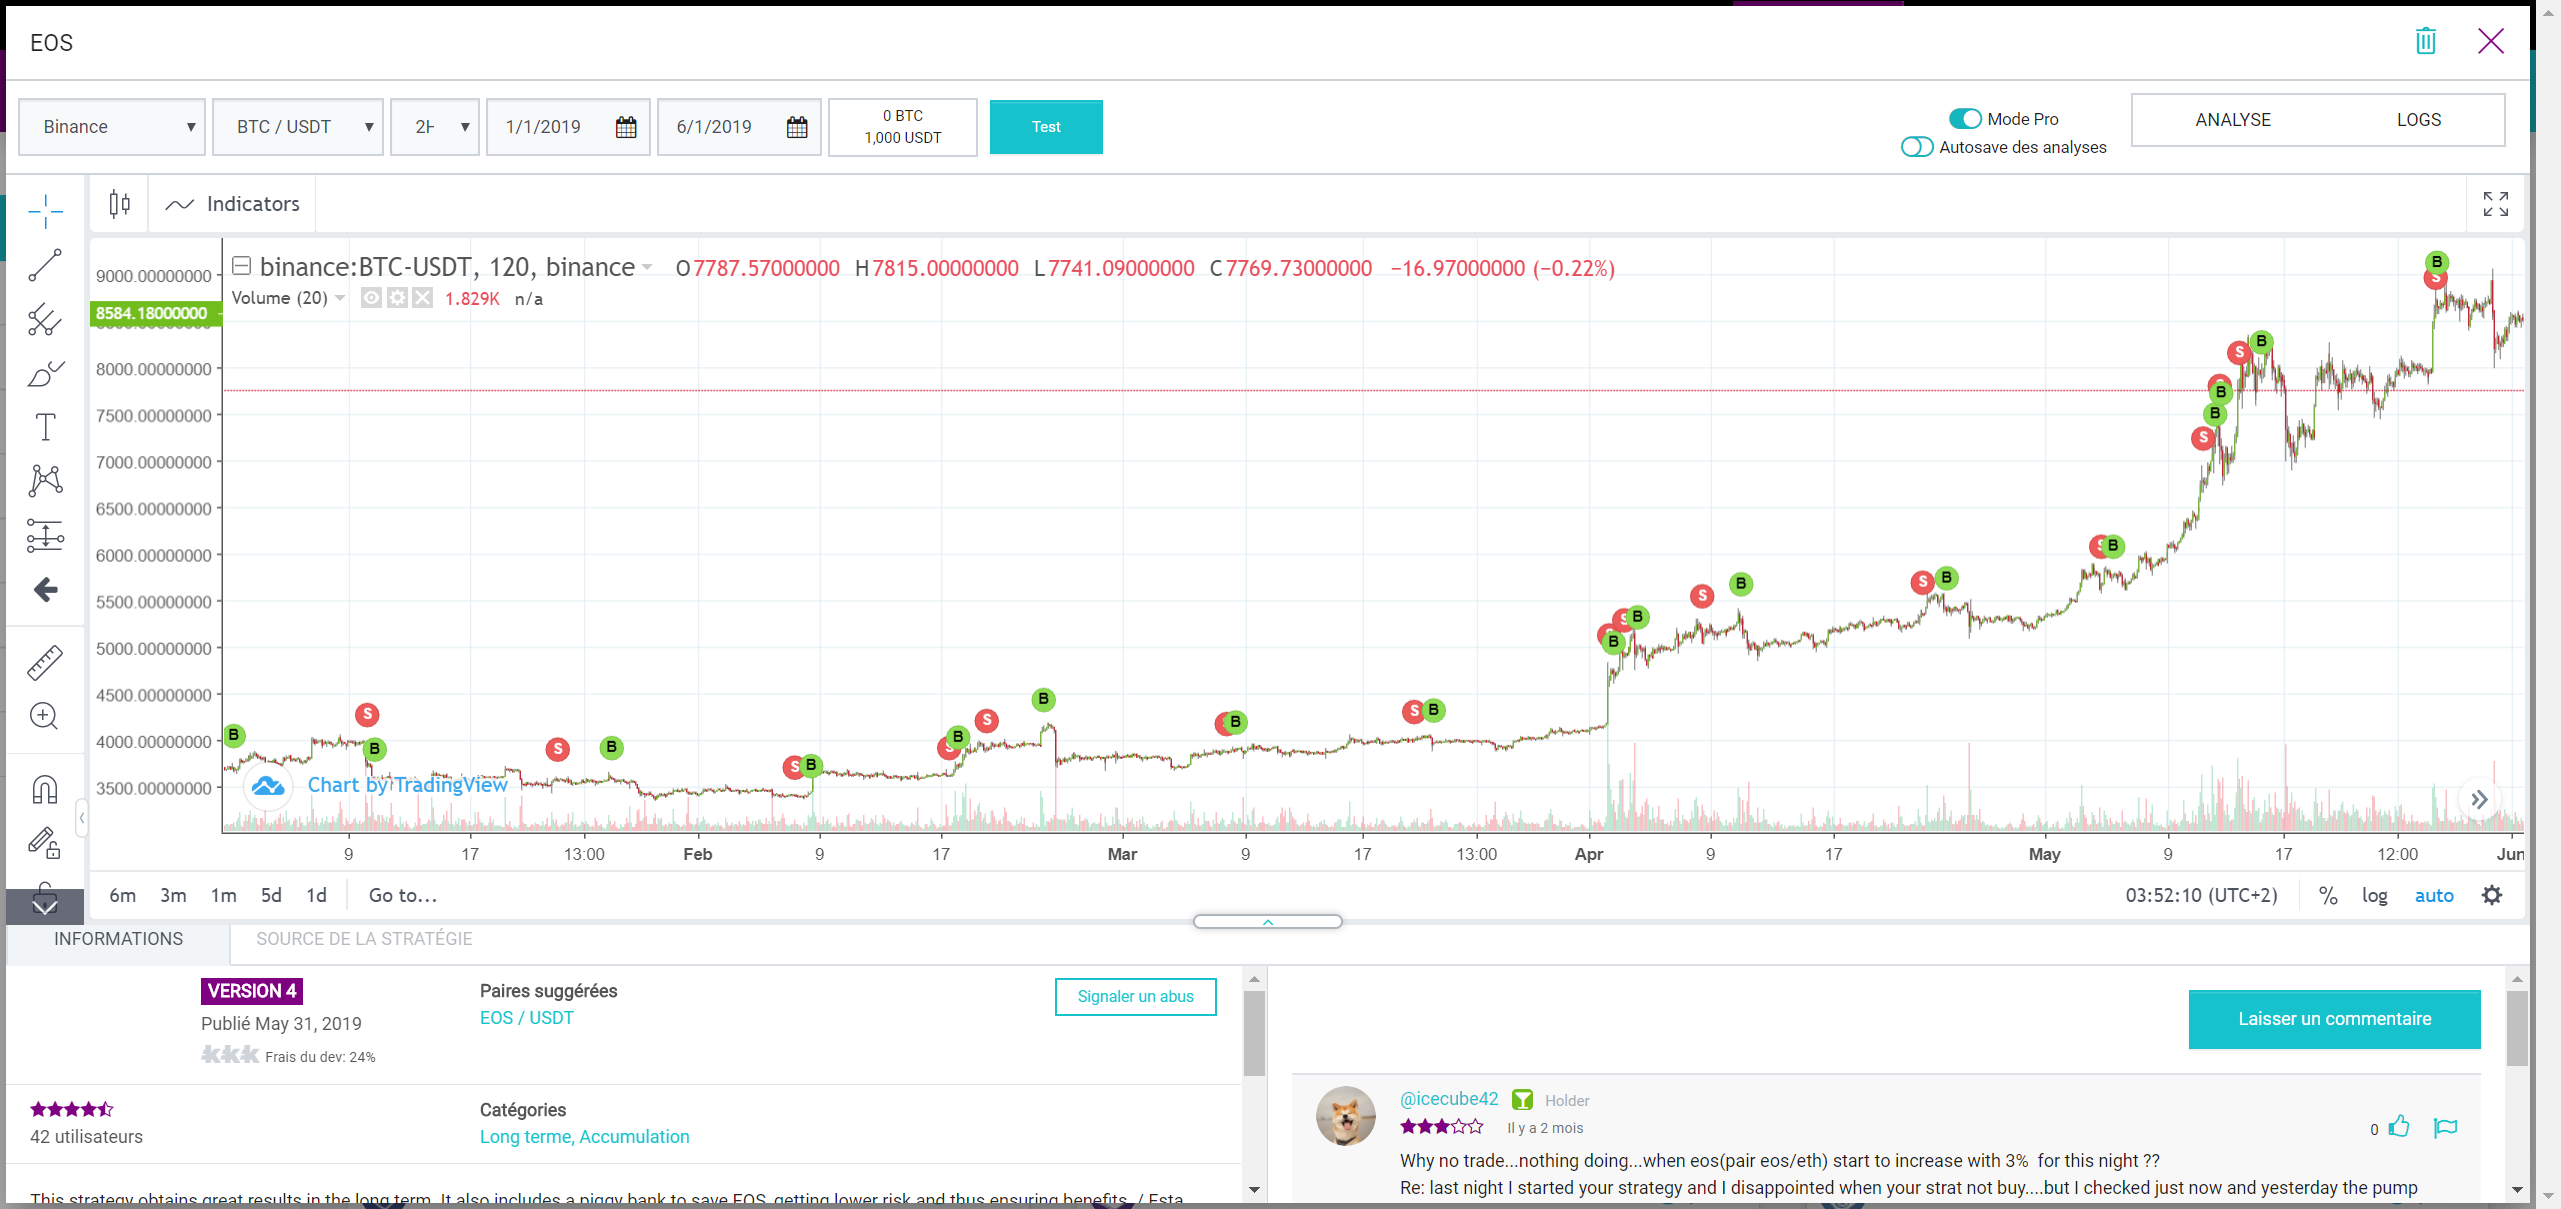 EOS
Binance
BTC / USDT
1/1/2019
6/1/2019
0 BTC
1,000 USDT
Test
Mode Pro
Autosave des analyses
ANALYSE
LOGS
Indicators
binance:BTC-USDT, 120, binance O7787.57000000 H7815.00000000 L7741.09000000 C7769.73000000 −16.97000000 (−0.22%)
Volume (20) 1.829K n/a
9000.00000000
8584.18000000
8000.00000000
7500.00000000
7000.00000000
6500.00000000
6000.00000000
5500.00000000
5000.00000000
4500.00000000
4000.00000000
3500.00000000
B
S
B
S
B
S
B
S
B
S
B
S
B
S
B
B
S
B
S
B
S
B
S
B
S
B
B
S
B
S
B
Chart by TradingView
9 17 13:00 Feb 9 17 Mar 9 17 13:00 Apr 9 17 May 9 17 12:00 Jun
6m 3m 1m 5d 1d Go to...
03:52:10 (UTC+2) % log auto
INFORMATIONS
SOURCE DE LA STRATÉGIE
VERSION 4
Publié May 31, 2019
Frais du dev: 24%
Paires suggérées
EOS / USDT
Signaler un abus
42 utilisateurs
Catégories
Long terme, Accumulation
This strategy obtains great results in the long term. It also includes a piggy bank to save EOS, getting lower risk and thus ensuring benefits. / Esta
Laisser un commentaire
@icecube42 Holder
Il y a 2 mois
0
Why no trade...nothing doing...when eos(pair eos/eth) start to increase with 3% for this night ??
Re: last night I started your strategy and I disappointed when your strat not buy....but I checked just now and yesterday the pump